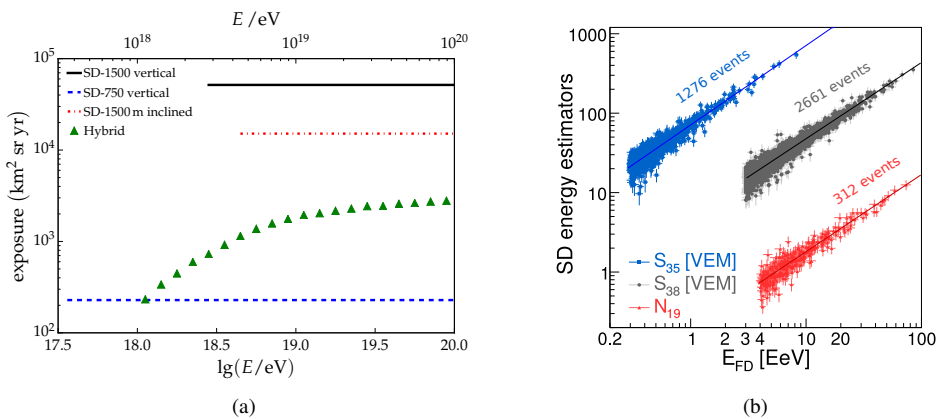 E /eV
10^18 10^19 10^20
10^5
10^4
10^3
10^2
exposure (km^2 sr yr)
SD-1500 vertical
SD-750 vertical
SD-1500 m inclined
Hybrid
17.5 18.0 18.5 19.0 19.5 20.0
lg(E/eV)
(a)
1000
100
10
1
SD energy estimators
1276 events
2661 events
312 events
S_35 [VEM]
S_38 [VEM]
N_19
0.2 1 2 3 4 10 20 100
E_FD [EeV]
(b)